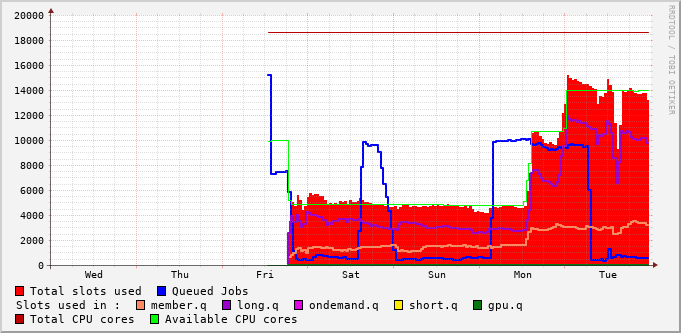 20000
18000
16000
14000
12000
10000
8000
6000
4000
2000
0
Wed Thu Fri Sat Sun Mon Tue
Total slots used Queued Jobs
Slots used in : member.q long.q ondemand.q short.q gpu.q
Total CPU cores Available CPU cores
RRDTOOL / TOBI OETIKER